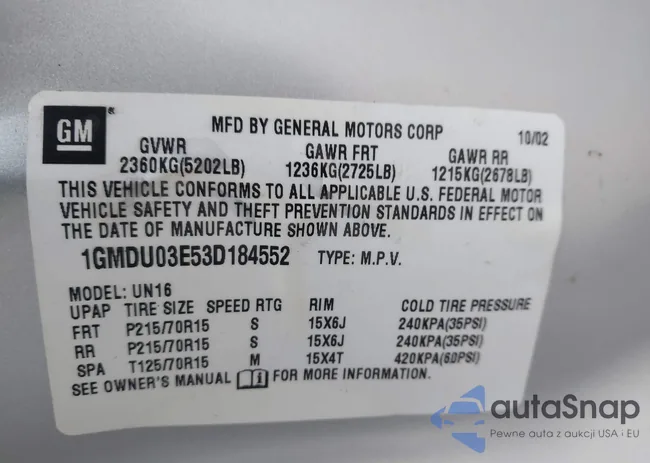 GM ®
MFD BY GENERAL MOTORS CORP 10/02
GVWR GAWR FRT GAWR RR
2360KG(5202LB) 1236KG(2725LB) 1215KG(2678LB)
THIS VEHICLE CONFORMS TO ALL APPLICABLE U.S. FEDERAL MOTOR
VEHICLE SAFETY AND THEFT PREVENTION STANDARDS IN EFFECT ON
THE DATE OF MANUFACTURE SHOWN ABOVE.
1GMDU03E53D184552 TYPE: M.P.V.
MODEL: UN16
UPAP TIRE SIZE SPEED RTG RIM COLD TIRE PRESSURE
FRT P215/70R15 S 15X6J 240KPA(35PSI)
RR P215/70R15 S 15X6J 240KPA(35PSI)
SPA T125/70R15 M 15X4T 420KPA(60PSI)
SEE OWNER'S MANUAL FOR MORE INFORMATION.
autaSnap
Pewne auta z aukcji USA i EU